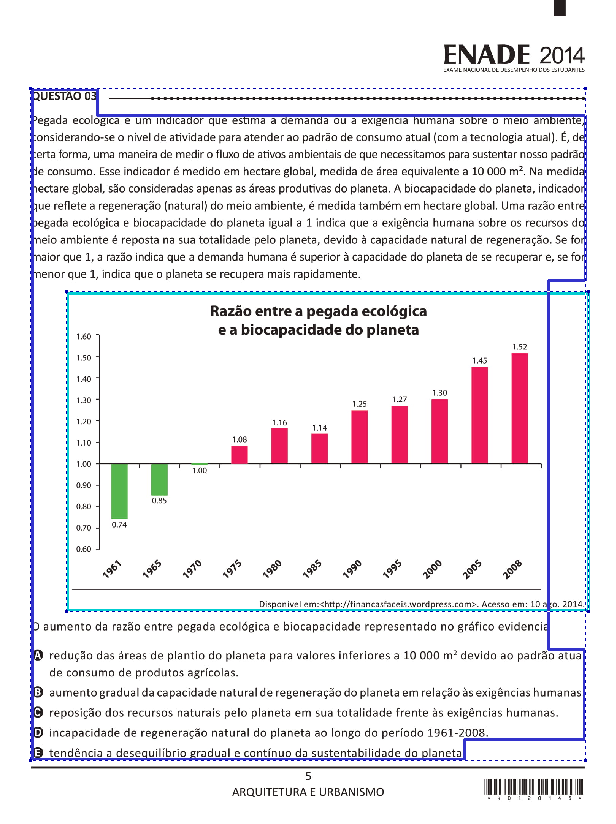 ENADE 2014
EXAME NACIONAL DE DESEMPENHO DOS ESTUDANTES
QUESTÃO 03
Pegada ecológica é um indicador que estima a demanda ou a exigência humana sobre o meio ambiente,
considerando-se o nível de atividade para atender ao padrão de consumo atual (com a tecnologia atual). É, de
certa forma, uma maneira de medir o fluxo de ativos ambientais de que necessitamos para sustentar nosso padrão
de consumo. Esse indicador é medido em hectare global, medida de área equivalente a 10 000 m². Na medida
hectare global, são consideradas apenas as áreas produtivas do planeta. A biocapacidade do planeta, indicador
que reflete a regeneração (natural) do meio ambiente, é medida também em hectare global. Uma razão entre
pegada ecológica e biocapacidade do planeta igual a 1 indica que a exigência humana sobre os recursos do
meio ambiente é reposta na sua totalidade pelo planeta, devido à capacidade natural de regeneração. Se for
maior que 1, a razão indica que a demanda humana é superior à capacidade do planeta de se recuperar e, se for
menor que 1, indica que o planeta se recupera mais rapidamente.
Razão entre a pegada ecológica
e a biocapacidade do planeta
1.60
1.50
1.40
1.30
1.20
1.10
1.00
0.90
0.80
0.70
0.60
0.74
0.85
1.00
1.08
1.16
1.14
1.25
1.27
1.30
1.45
1.52
1961
1965
1970
1975
1980
1985
1990
1995
2000
2005
2008
Disponível em:<http://financasfaceis.wordpress.com>. Acesso em: 10 ago. 2014.
O aumento da razão entre pegada ecológica e biocapacidade representado no gráfico evidencia
A redução das áreas de plantio do planeta para valores inferiores a 10 000 m² devido ao padrão atual
de consumo de produtos agrícolas.
B aumento gradual da capacidade natural de regeneração do planeta em relação às exigências humanas.
C reposição dos recursos naturais pelo planeta em sua totalidade frente às exigências humanas.
D incapacidade de regeneração natural do planeta ao longo do período 1961-2008.
E tendência a desequilíbrio gradual e contínuo da sustentabilidade do planeta.
5
ARQUITETURA E URBANISMO